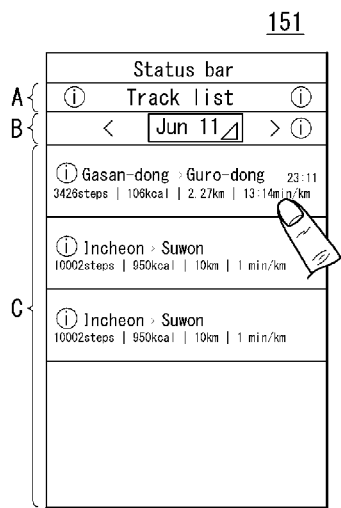 151
Status bar
A
ⓘ Track list ⓘ
B
< Jun 11 > ⓘ
ⓘ Gasan-dong > Guro-dong 23:11
3426steps | 106kcal | 2.27km | 13:14min/km
ⓘ Incheon > Suwon
10002steps | 950kcal | 10km | 1 min/km
C
ⓘ Incheon > Suwon
10002steps | 950kcal | 10km | 1 min/km